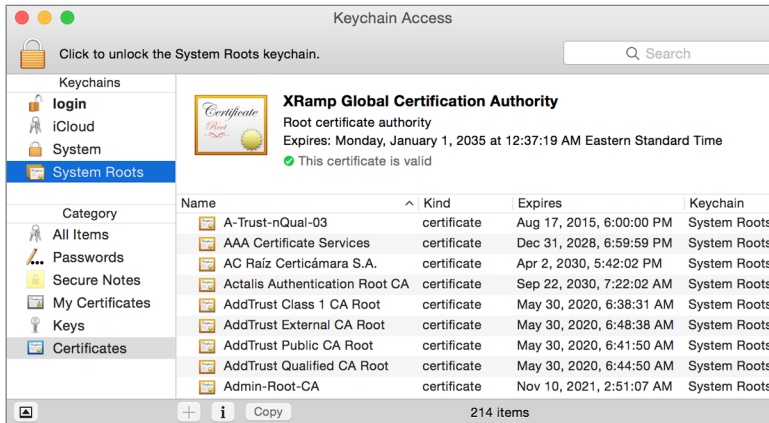 Keychain Access
Click to unlock the System Roots keychain.
Search
Keychains
login
iCloud
System
System Roots
Category
All Items
Passwords
Secure Notes
My Certificates
Keys
Certificates
Certificate
Root
XRamp Global Certification Authority
Root certificate authority
Expires: Monday, January 1, 2035 at 12:37:19 AM Eastern Standard Time
This certificate is valid
Name Kind Expires Keychain
A-Trust-nQual-03 certificate Aug 17, 2015, 6:00:00 PM System Roots
AAA Certificate Services certificate Dec 31, 2028, 6:59:59 PM System Roots
AC Raíz Certicámara S.A. certificate Apr 2, 2030, 5:42:02 PM System Roots
Actalis Authentication Root CA certificate Sep 22, 2030, 7:22:02 AM System Roots
AddTrust Class 1 CA Root certificate May 30, 2020, 6:38:31 AM System Roots
AddTrust External CA Root certificate May 30, 2020, 6:48:38 AM System Roots
AddTrust Public CA Root certificate May 30, 2020, 6:41:50 AM System Roots
AddTrust Qualified CA Root certificate May 30, 2020, 6:44:50 AM System Roots
Admin-Root-CA certificate Nov 10, 2021, 2:51:07 AM System Roots
+ i Copy 214 items